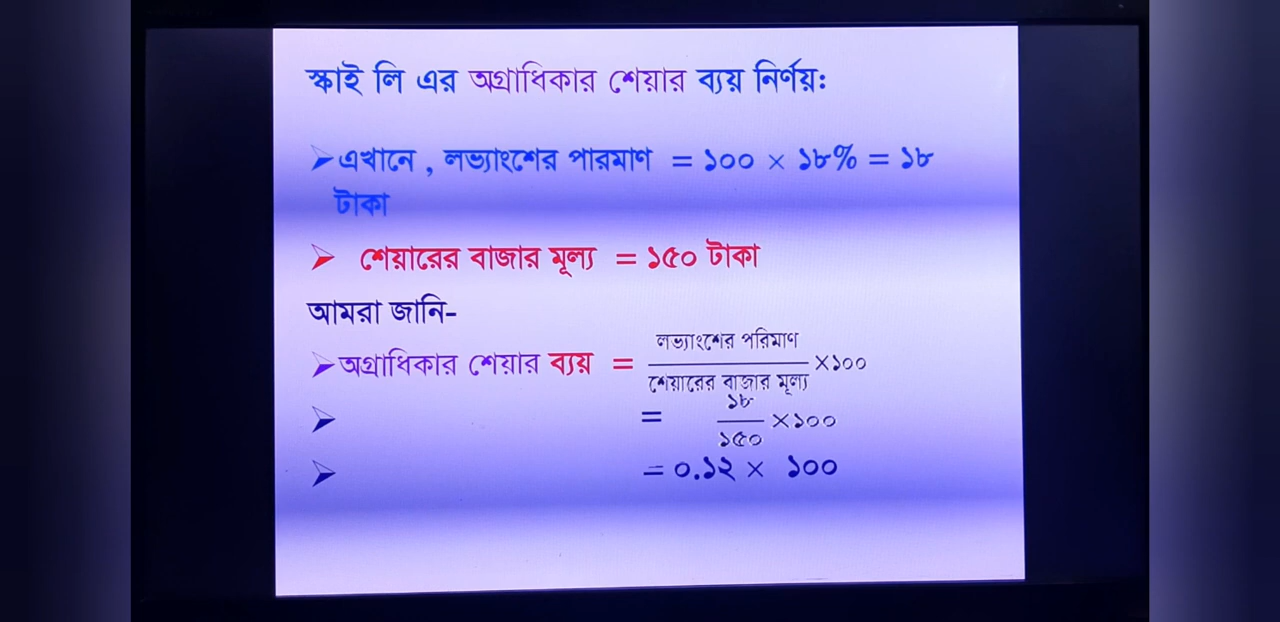 স্কাই লি এর অগ্রাধিকার শেয়ার ব্যয় নির্ণয়ঃ
➢এখানে , লভ্যাংশের পারমাণ = ১০০ × ১৮% = ১৮
টাকা
➢ শেয়ারের বাজার মূল্য = ১৫০ টাকা
আমরা জানি-
➢অগ্রাধিকার শেয়ার ব্যয় = লভ্যাংশের পরিমাণ / শেয়ারের বাজার মূল্য ×১০০
➢ = ১৮ / ১৫০ ×১০০
➢ = ০.১২ × ১০০